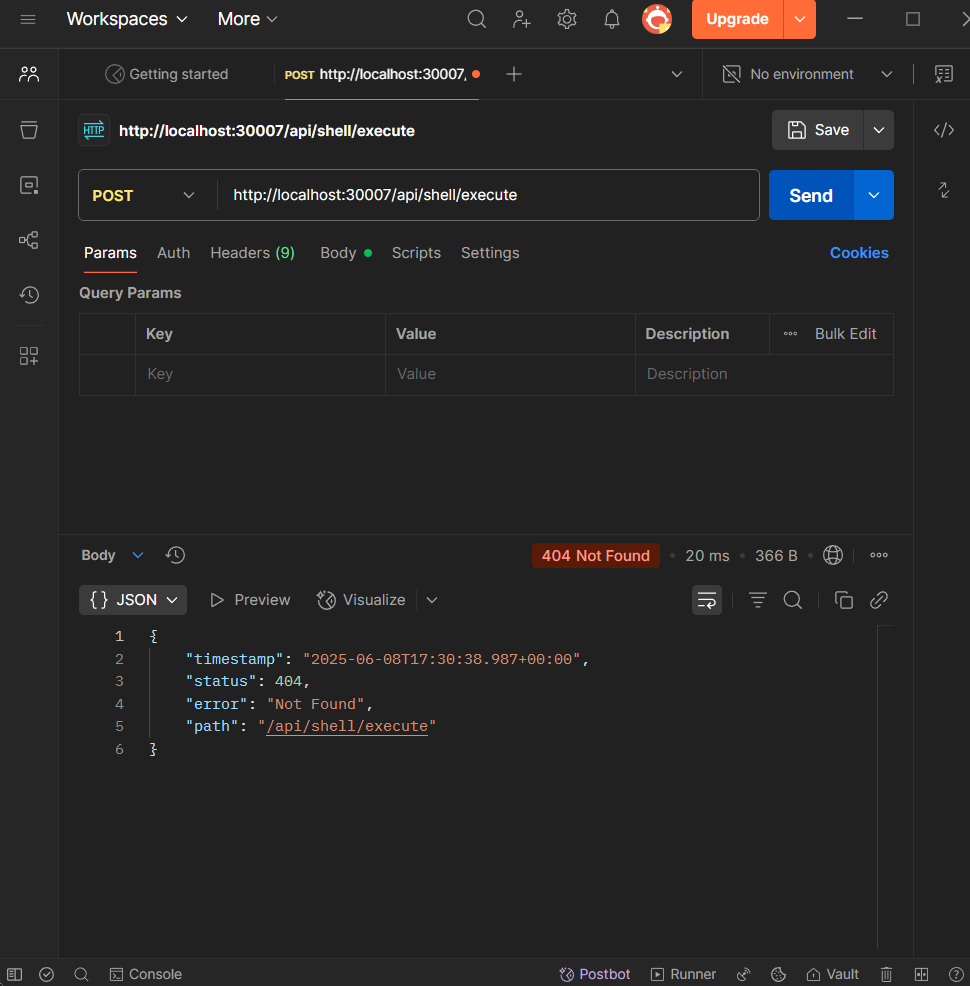 Workspaces More Upgrade
Getting started POST http://localhost:30007, No environment
HTTP http://localhost:30007/api/shell/execute Save
POST http://localhost:30007/api/shell/execute Send
Params Auth Headers (9) Body Scripts Settings Cookies
Query Params
Key Value Description Bulk Edit
Key Value Description
Body 404 Not Found 20 ms 366 B
{} JSON Preview Visualize
1 {
2 "timestamp": "2025-06-08T17:30:38.987+00:00",
3 "status": 404,
4 "error": "Not Found",
5 "path": "/api/shell/execute"
6 }
Console Postbot Runner Vault